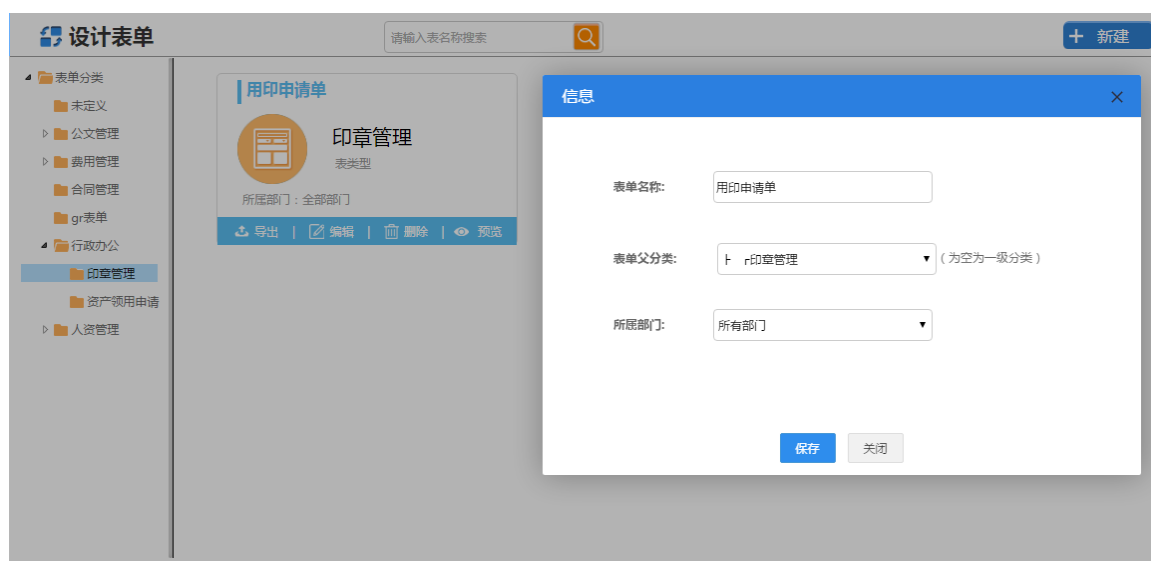 设计表单
请输入表名称搜索
+ 新建
表单分类
未定义
公文管理
费用管理
合同管理
gr表单
行政办公
印章管理
资产领用申请
人资管理
用印申请单
印章管理
表类型
所属部门：全部部门
导出 | 编辑 | 删除 | 预览
信息
表单名称: 用印申请单
表单父分类: ├ ┌印章管理 (为空为一级分类)
所属部门: 所有部门
保存 关闭